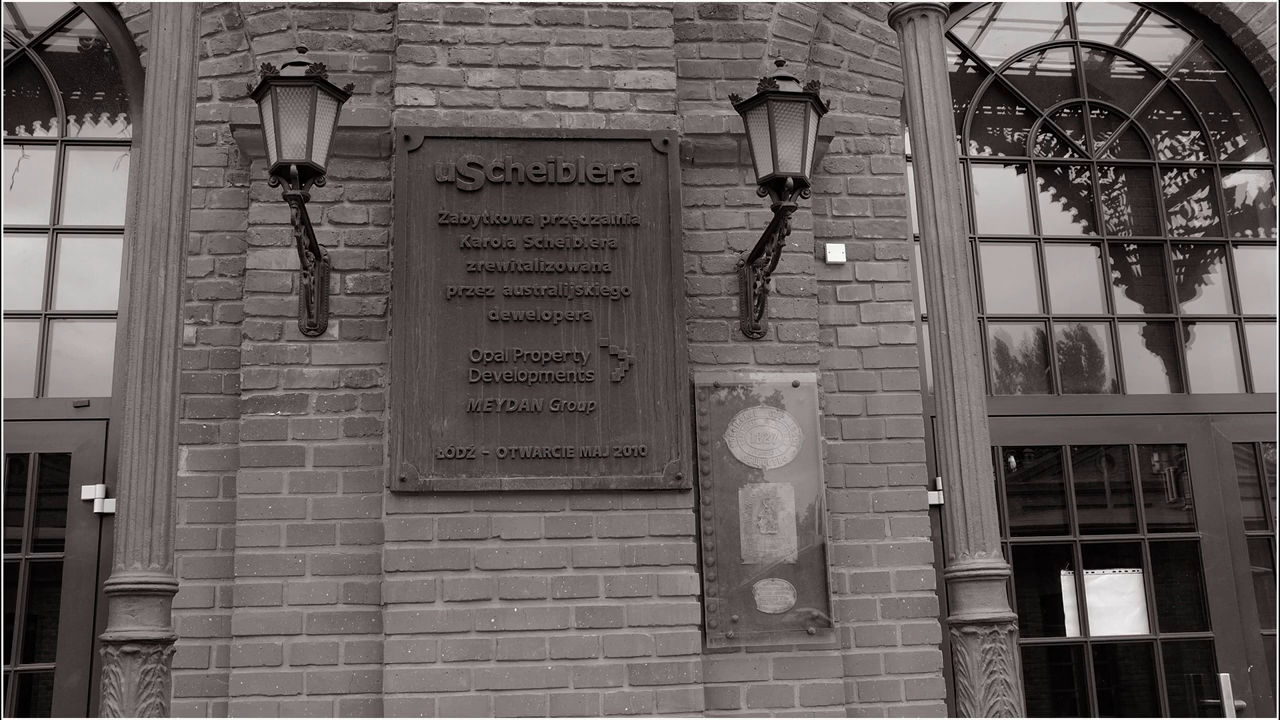 uScheiblera
Zabytkowa przędzalnia
Karola Scheiblera
zrewitalizowana
przez australijskiego
dewelopera
Opal Property
Developments
MEYDAN Group
ŁÓDŹ - OTWARCIE MAJ 2010